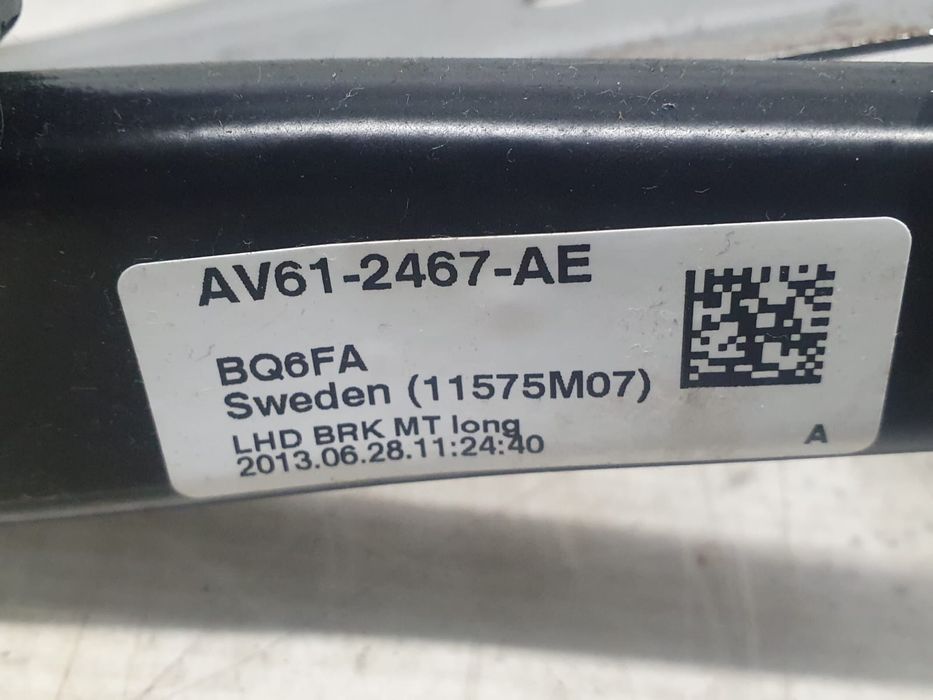 AV61-2467-AE
BQ6FA
Sweden (11575M07)
LHD BRK MT long
2013.06.28.11:24:40
A